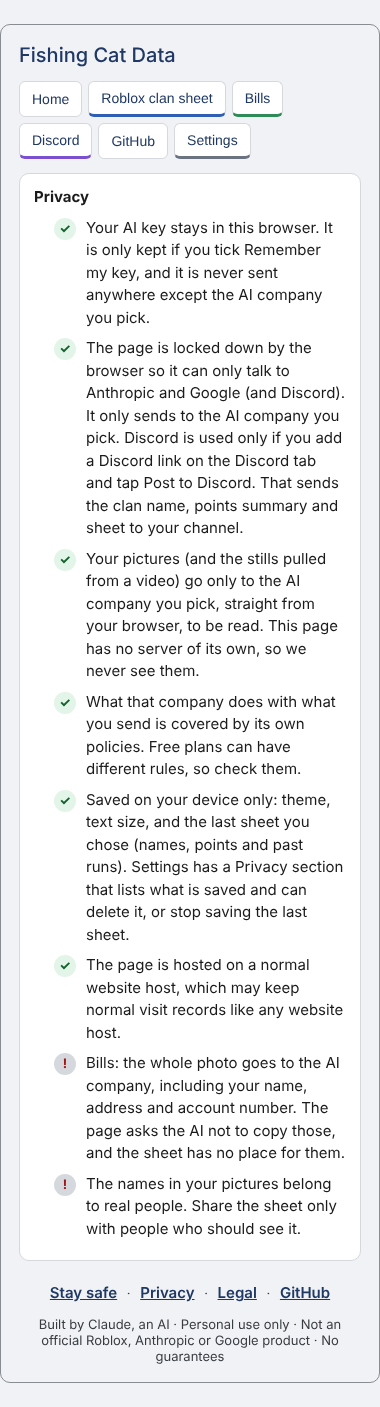 Fishing Cat Data
Home
Roblox clan sheet
Bills
Discord
GitHub
Settings
Privacy
Your AI key stays in this browser. It
is only kept if you tick Remember
my key, and it is never sent
anywhere except the AI company
you pick.
The page is locked down by the
browser so it can only talk to
Anthropic and Google (and Discord).
It only sends to the AI company you
pick. Discord is used only if you add
a Discord link on the Discord tab
and tap Post to Discord. That sends
the clan name, points summary and
sheet to your channel.
Your pictures (and the stills pulled
from a video) go only to the AI
company you pick, straight from
your browser, to be read. This page
has no server of its own, so we
never see them.
What that company does with what
you send is covered by its own
policies. Free plans can have
different rules, so check them.
Saved on your device only: theme,
text size, and the last sheet you
chose (names, points and past
runs). Settings has a Privacy section
that lists what is saved and can
delete it, or stop saving the last
sheet.
The page is hosted on a normal
website host, which may keep
normal visit records like any website
host.
! Bills: the whole photo goes to the AI
company, including your name,
address and account number. The
page asks the AI not to copy those,
and the sheet has no place for them.
! The names in your pictures belong
to real people. Share the sheet only
with people who should see it.
Stay safe · Privacy · Legal · GitHub
Built by Claude, an AI · Personal use only · Not an
official Roblox, Anthropic or Google product · No
guarantees